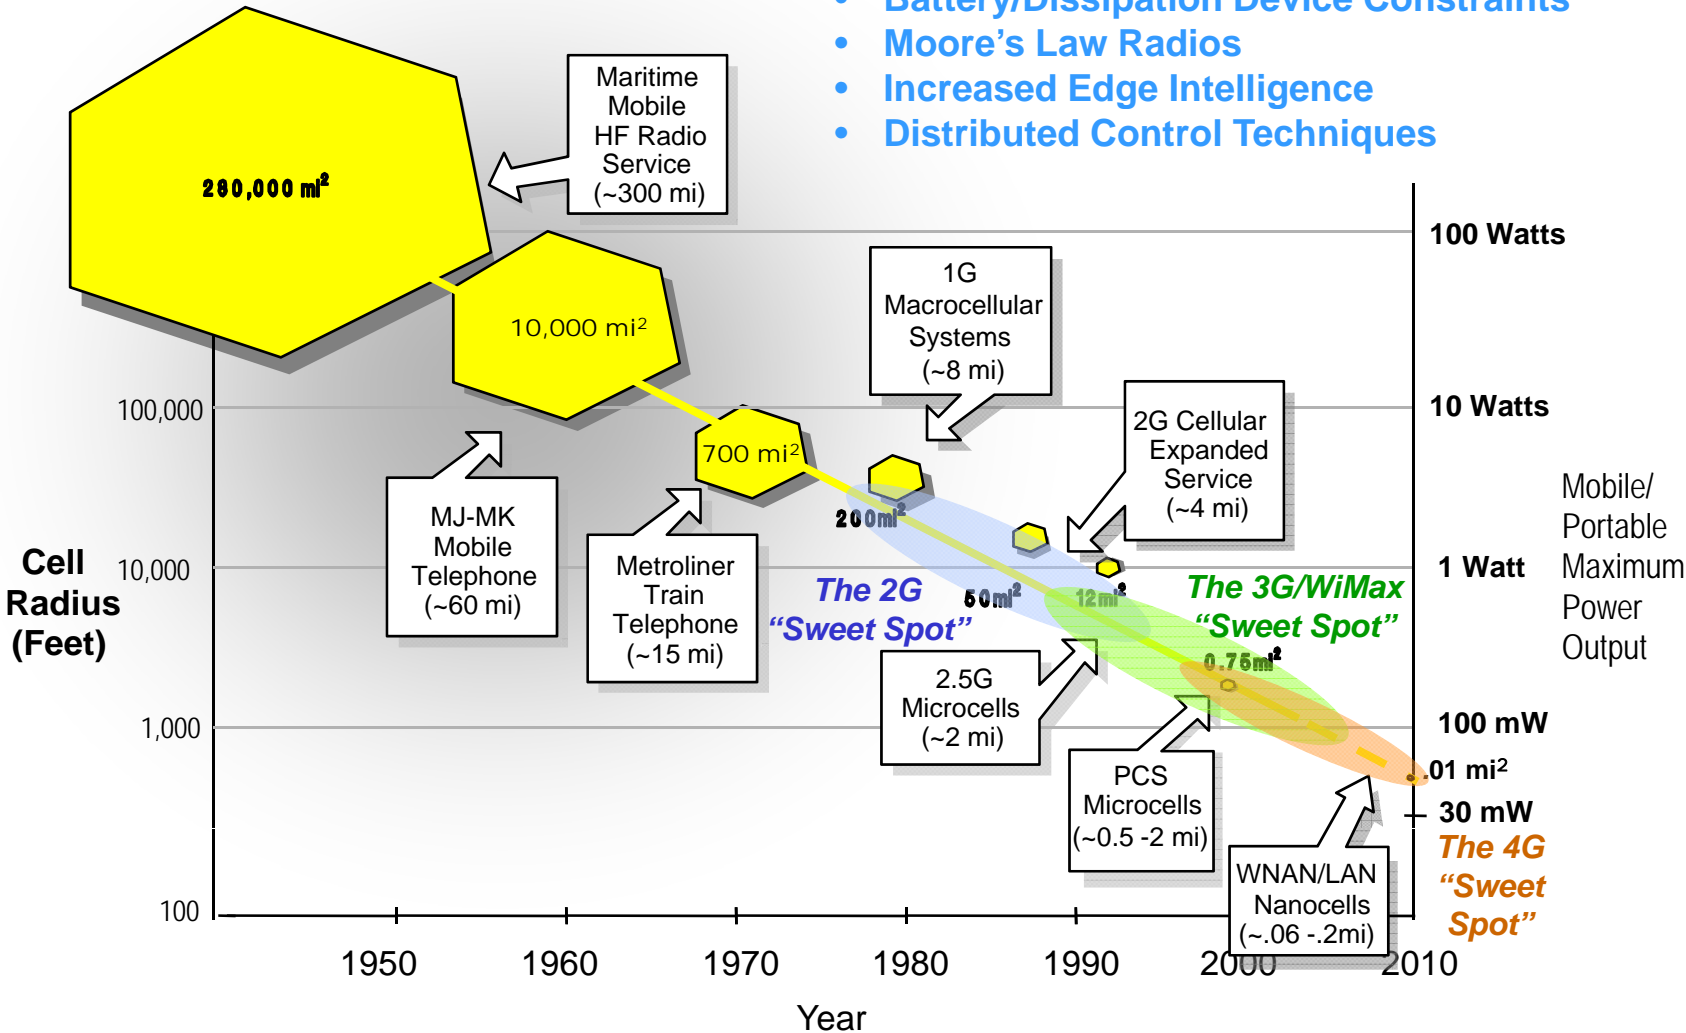 • Battery/Dissipation Device Constraints
• Moore's Law Radios
• Increased Edge Intelligence
• Distributed Control Techniques
Maritime
Mobile
HF Radio
Service
(~300 mi)
280,000 mi²
100 Watts
1G
Macrocellular
Systems
(~8 mi)
10,000 mi²
100,000
10 Watts
2G Cellular
Expanded
Service
(~4 mi)
700 mi²
200mi²
MJ-MK
Mobile
Telephone
(~60 mi)
Metroliner
Train
Telephone
(~15 mi)
Cell
Radius
(Feet)
10,000
The 2G
“Sweet Spot”
50mi²
12mi²
The 3G/WiMax
“Sweet Spot”
1 Watt
Mobile/
Portable
Maximum
Power
Output
0.75mi²
2.5G
Microcells
(~2 mi)
1,000
100 mW
.01 mi²
PCS
Microcells
(~0.5 -2 mi)
30 mW
The 4G
“Sweet
Spot”
WNAN/LAN
Nanocells
(~.06 -.2mi)
100
1950 1960 1970 1980 1990 2000 2010
Year